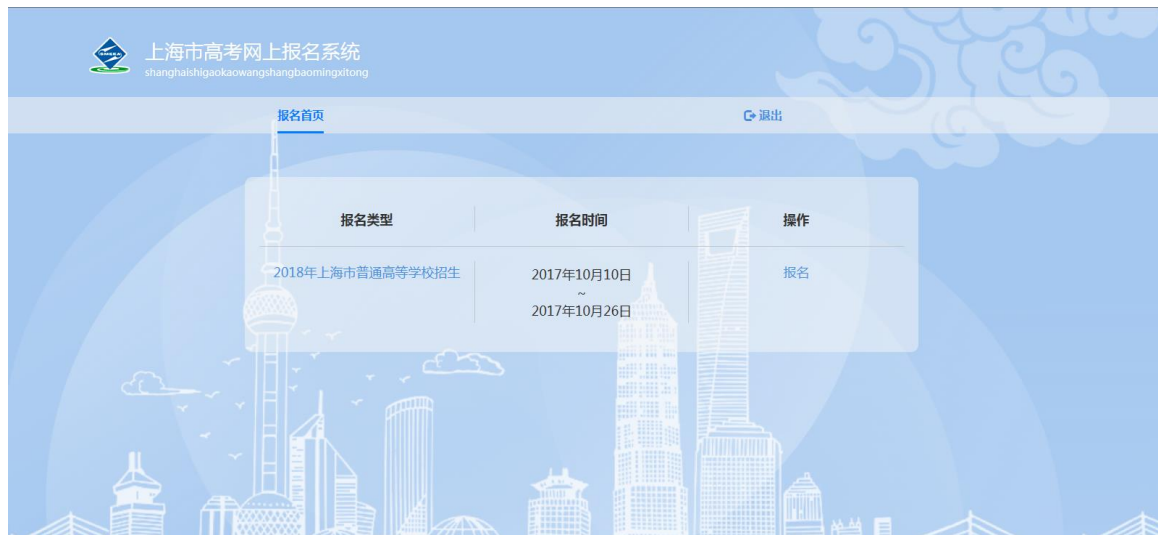 上海市高考网上报名系统
shanghaishigaokaowangshangbaomingxitong
报名首页
退出
报名类型
报名时间
操作
2018年上海市普通高等学校招生
2017年10月10日
~
2017年10月26日
报名